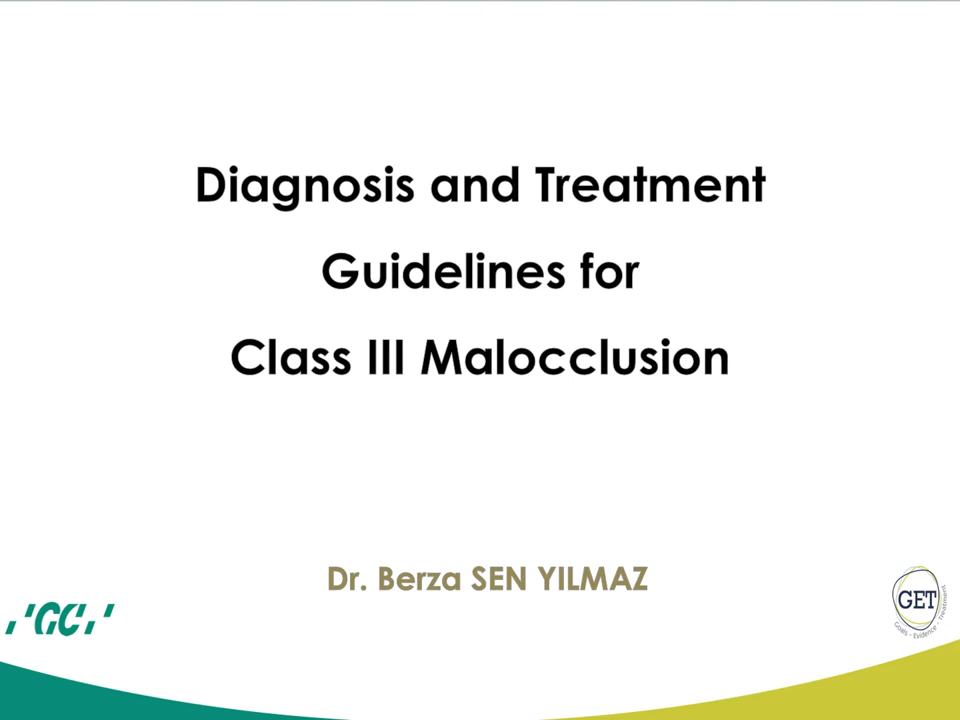 Diagnosis and Treatment
Guidelines for
Class III Malocclusion
Dr. Berza SEN YILMAZ
GC
GET
Goals - Evidence - Treatment